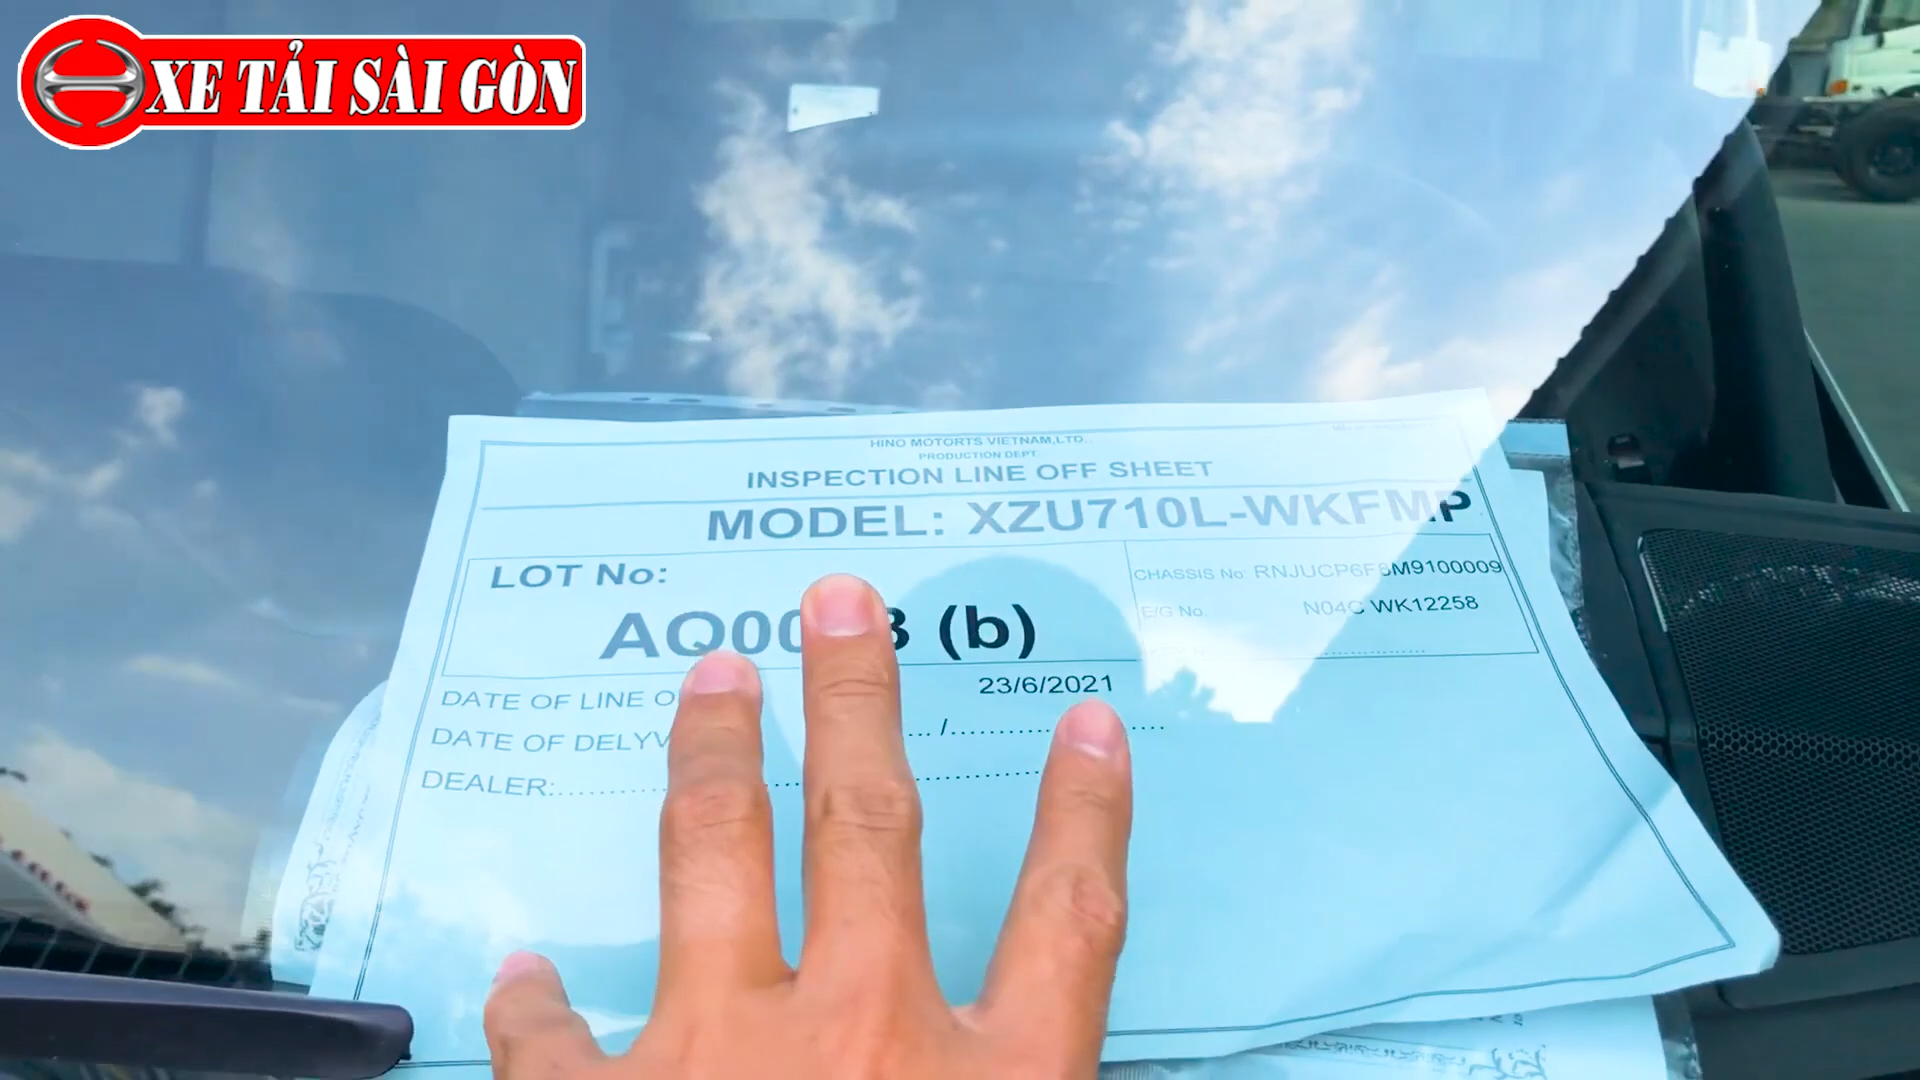 XE TẢI SÀI GÒN
HINO MOTORTS VIETNAM,LTD..
PRODUCTION DEPT
INSPECTION LINE OFF SHEET
MODEL: XZU710L-WKFMP
LOT No:
(b)
CHASSIS No: RNJUCP6F6M9100009
E/G No. N04C WK12258
DATE OF LINE
23/6/2021
DATE OF
... /...........
DEALER: